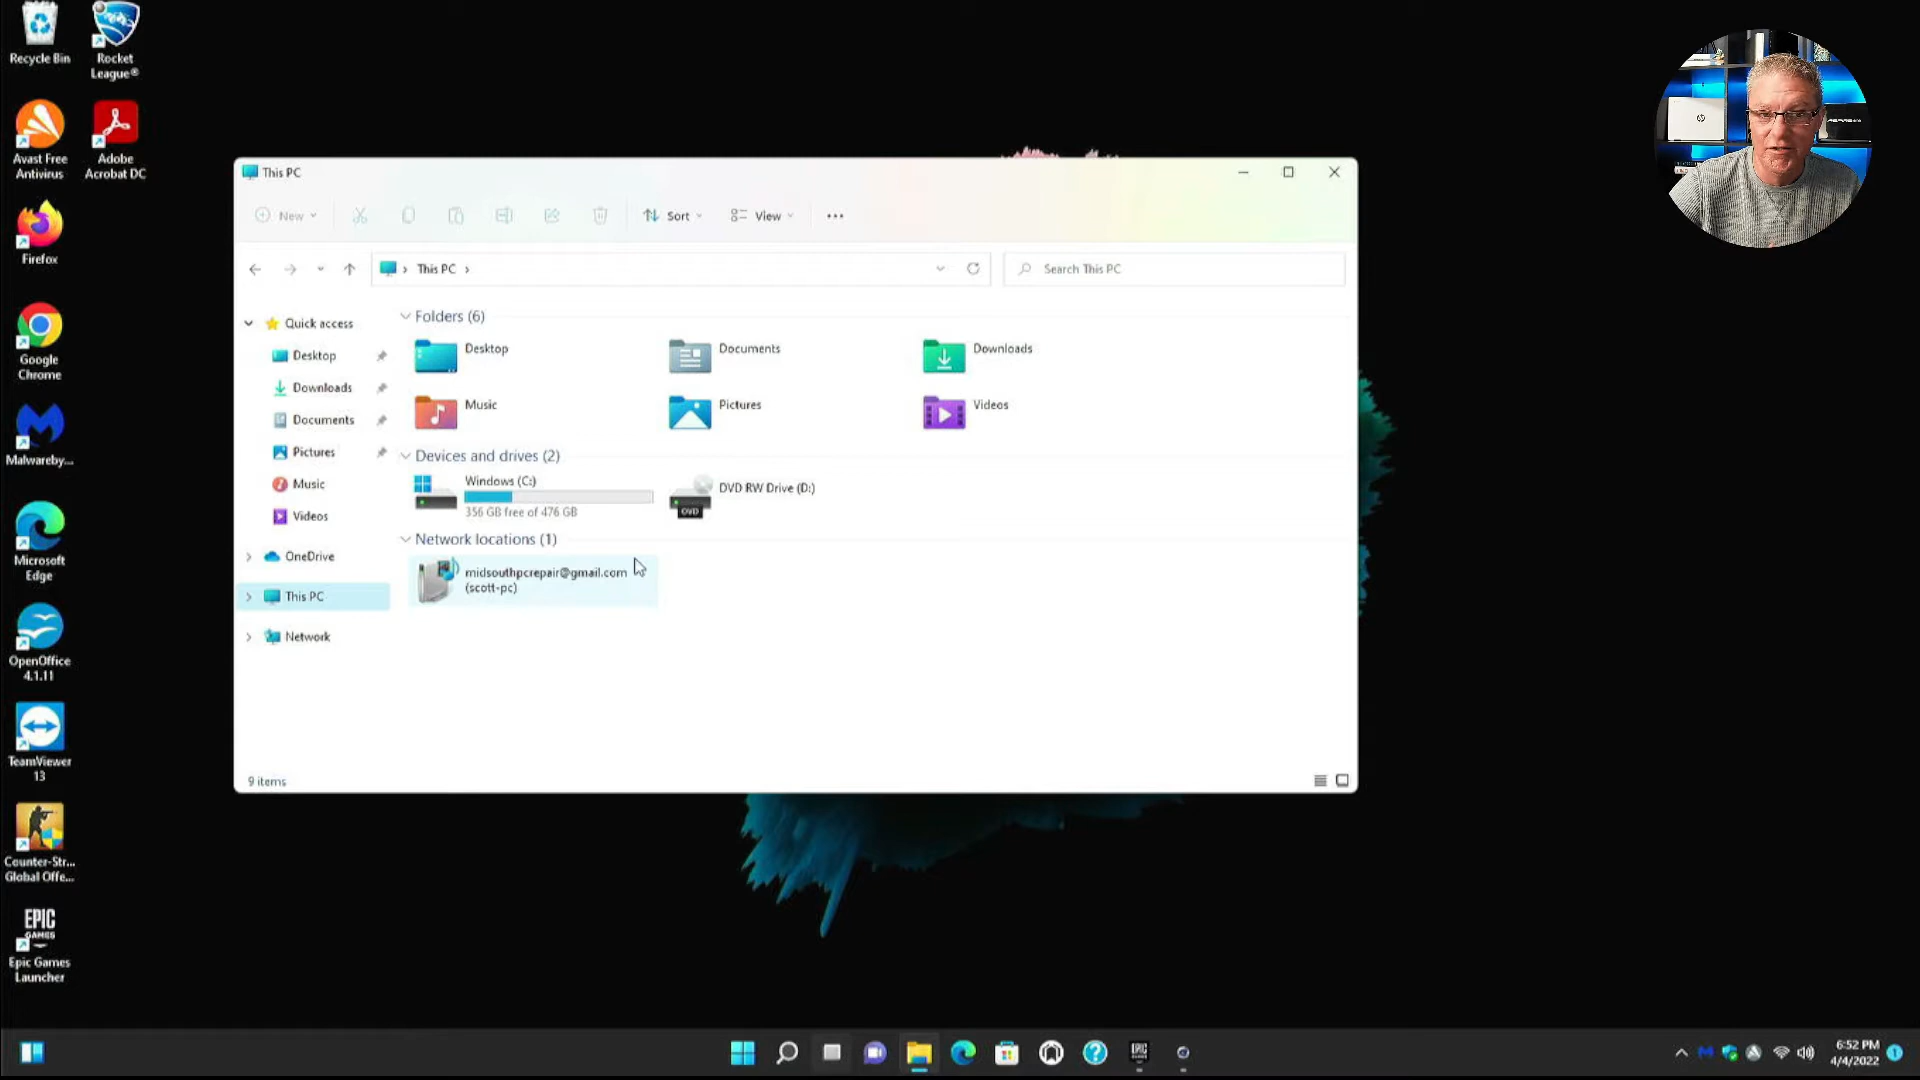 Recycle Bin
Rocket
League®
Avast Free
Antivirus
Adobe
Acrobat DC
Firefox
Google
Chrome
Malwareby...
Microsoft
Edge
OpenOffice
4.1.11
TeamViewer
13
Counter-Str...
Global Offe...
EPIC
GAMES
Epic Games
Launcher
This PC
New
Sort
View
This PC
Search This PC
Quick access
Desktop
Downloads
Documents
Pictures
Music
Videos
OneDrive
This PC
Network
Folders (6)
Desktop
Documents
Downloads
Music
Pictures
Videos
Devices and drives (2)
Windows (C:)
356 GB free of 476 GB
DVD RW Drive (D:)
DVD
Network locations (1)
midsouthpcrepair@gmail.com
(scott-pc)
9 items
EPIC
6:52 PM
4/4/2022
1